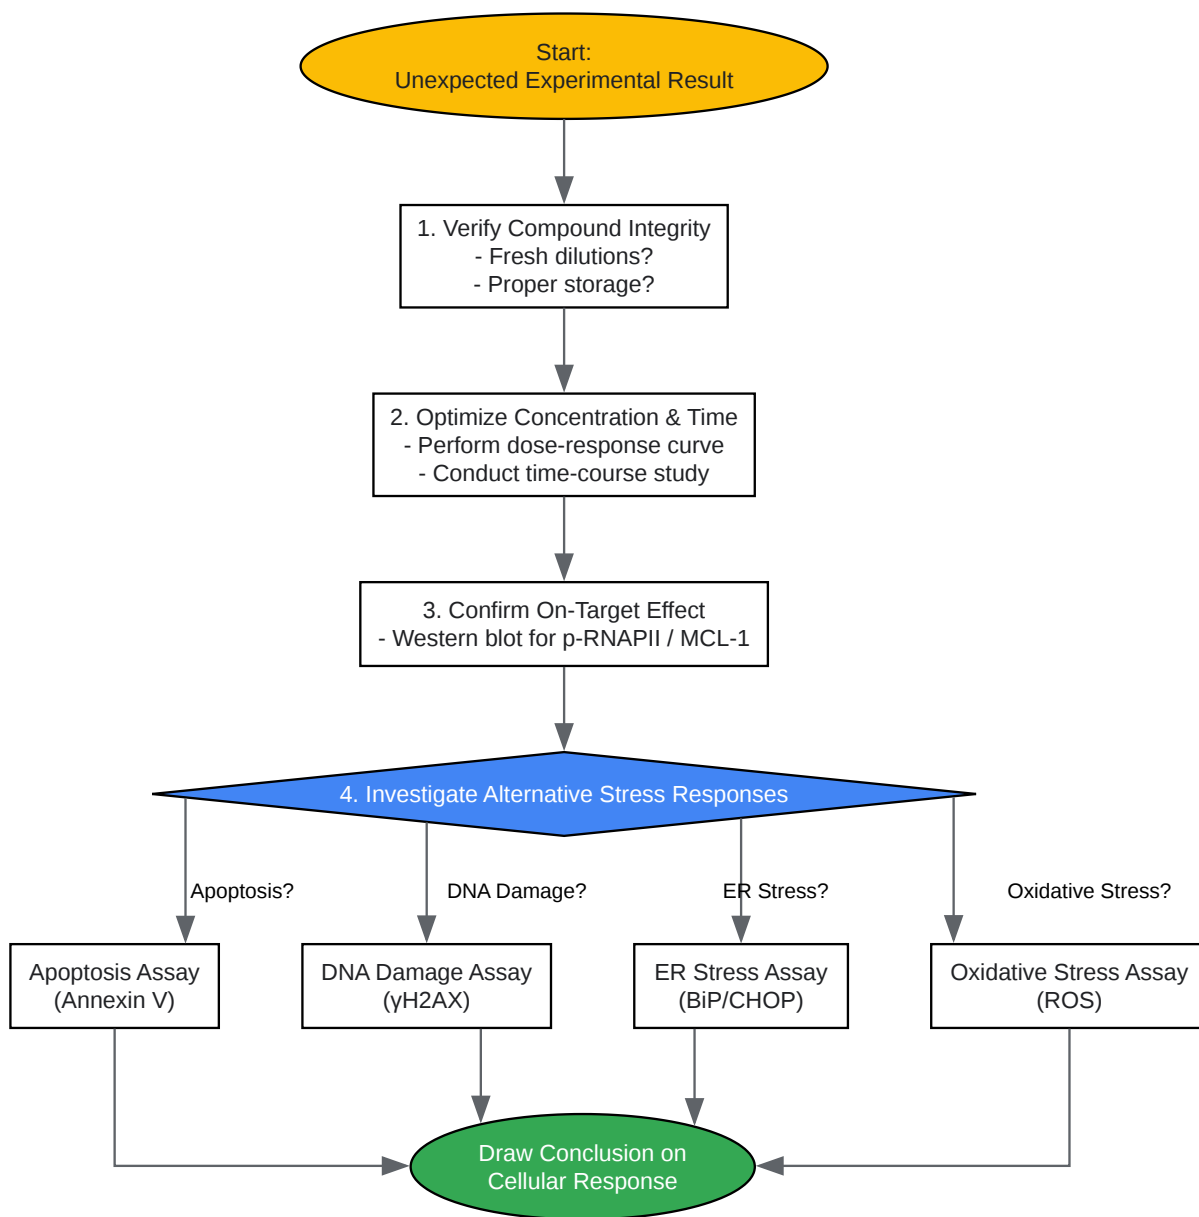 Start:
Unexpected Experimental Result
1. Verify Compound Integrity
- Fresh dilutions?
- Proper storage?
2. Optimize Concentration & Time
- Perform dose-response curve
- Conduct time-course study
3. Confirm On-Target Effect
- Western blot for p-RNAPII / MCL-1
4. Investigate Alternative Stress Responses
Apoptosis?
DNA Damage?
ER Stress?
Oxidative Stress?
Apoptosis Assay
(Annexin V)
DNA Damage Assay
(γH2AX)
ER Stress Assay
(BiP/CHOP)
Oxidative Stress Assay
(ROS)
Draw Conclusion on
Cellular Response